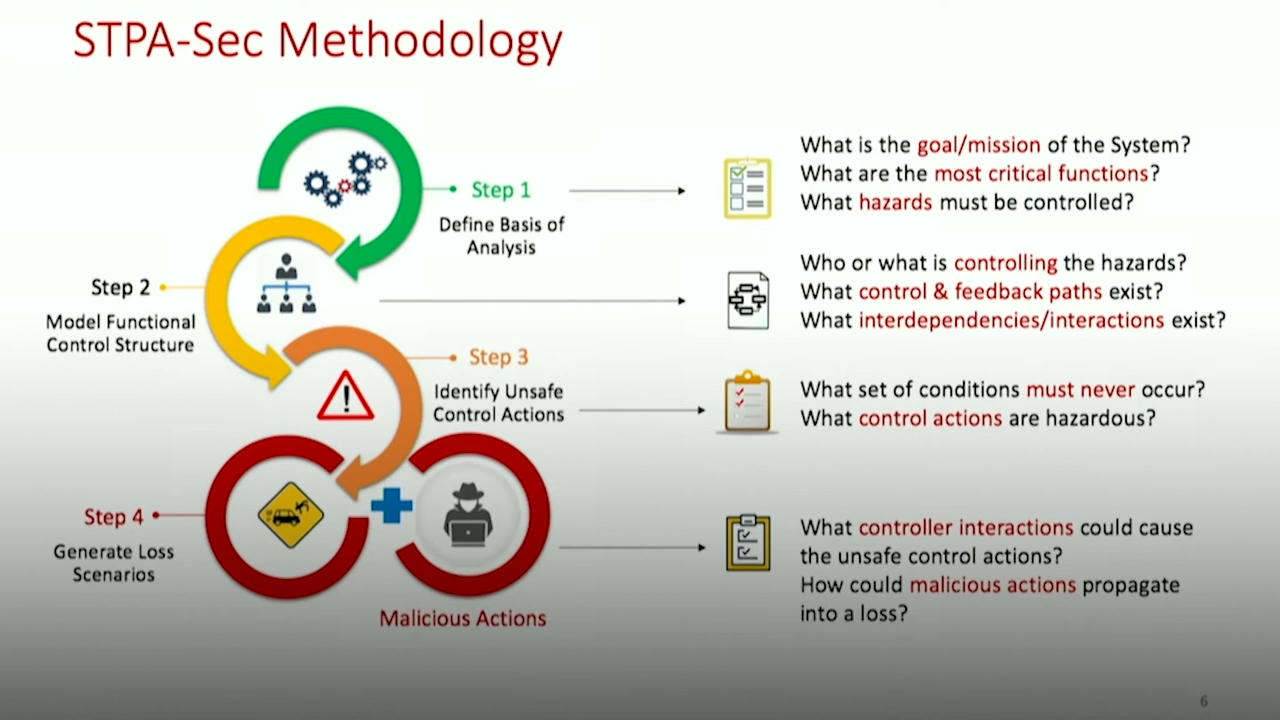 STPA-Sec Methodology
Step 1
Define Basis of
Analysis
What is the goal/mission of the System?
What are the most critical functions?
What hazards must be controlled?
Step 2
Model Functional
Control Structure
Who or what is controlling the hazards?
What control & feedback paths exist?
What interdependencies/interactions exist?
Step 3
Identify Unsafe
Control Actions
What set of conditions must never occur?
What control actions are hazardous?
Step 4
Generate Loss
Scenarios
Malicious Actions
What controller interactions could cause
the unsafe control actions?
How could malicious actions propagate
into a loss?
6